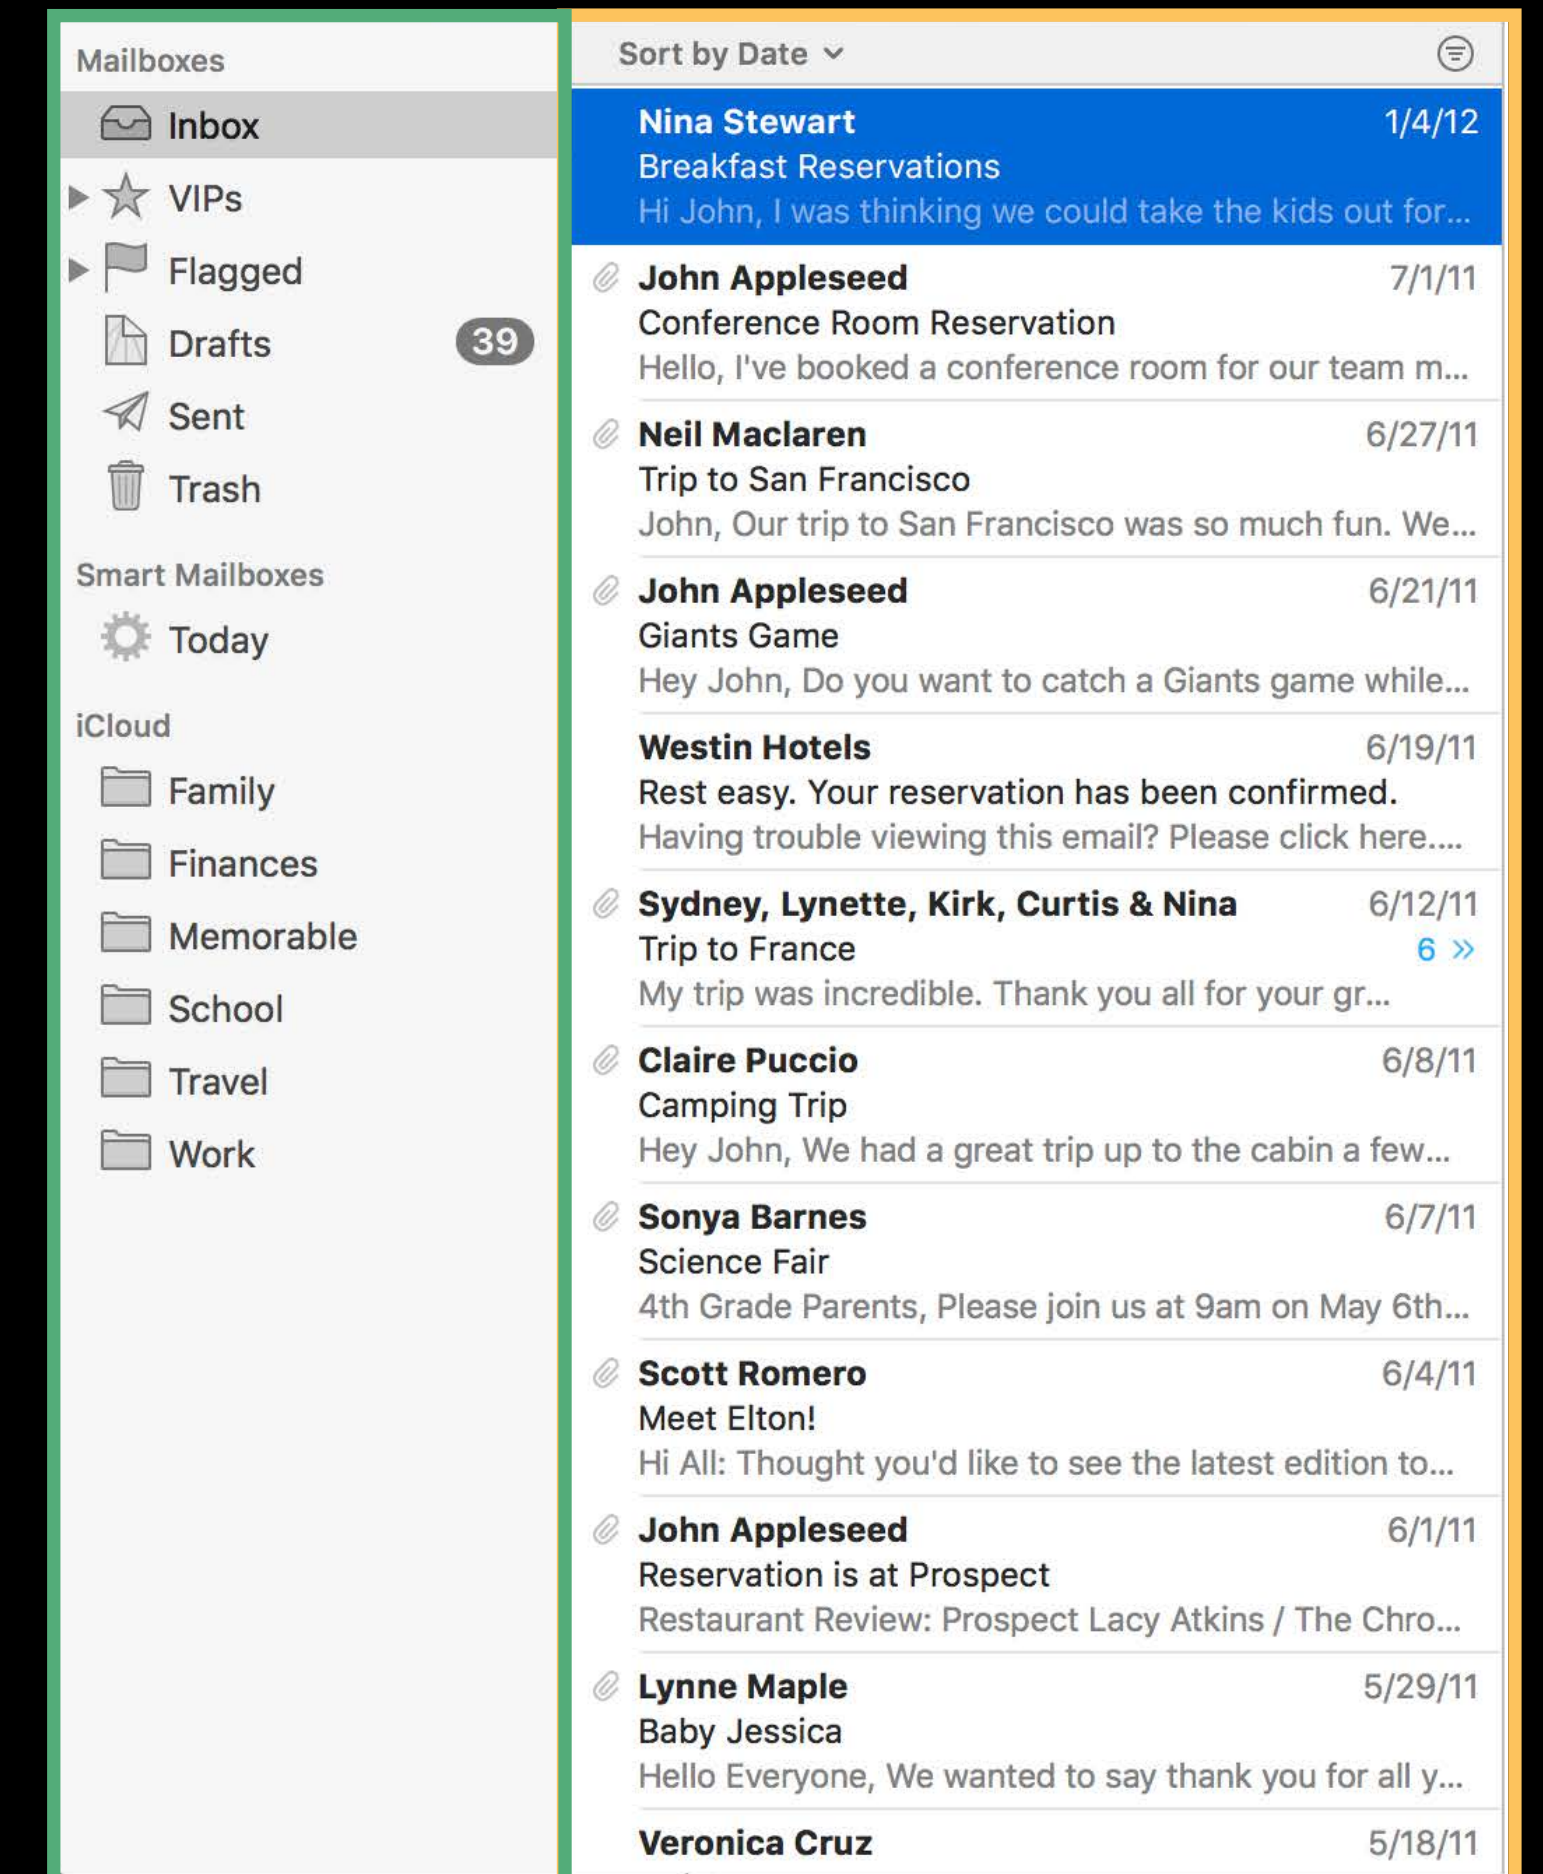 Mailboxes
Inbox
VIPs
Flagged
Drafts 39
Sent
Trash
Smart Mailboxes
Today
iCloud
Family
Finances
Memorable
School
Travel
Work
Sort by Date
Nina Stewart 1/4/12
Breakfast Reservations
Hi John, I was thinking we could take the kids out for...
John Appleseed 7/1/11
Conference Room Reservation
Hello, I've booked a conference room for our team m...
Neil Maclaren 6/27/11
Trip to San Francisco
John, Our trip to San Francisco was so much fun. We...
John Appleseed 6/21/11
Giants Game
Hey John, Do you want to catch a Giants game while...
Westin Hotels 6/19/11
Rest easy. Your reservation has been confirmed.
Having trouble viewing this email? Please click here....
Sydney, Lynette, Kirk, Curtis & Nina 6/12/11
Trip to France 6 »
My trip was incredible. Thank you all for your gr...
Claire Puccio 6/8/11
Camping Trip
Hey John, We had a great trip up to the cabin a few...
Sonya Barnes 6/7/11
Science Fair
4th Grade Parents, Please join us at 9am on May 6th...
Scott Romero 6/4/11
Meet Elton!
Hi All: Thought you'd like to see the latest edition to...
John Appleseed 6/1/11
Reservation is at Prospect
Restaurant Review: Prospect Lacy Atkins / The Chro...
Lynne Maple 5/29/11
Baby Jessica
Hello Everyone, We wanted to say thank you for all y...
Veronica Cruz 5/18/11